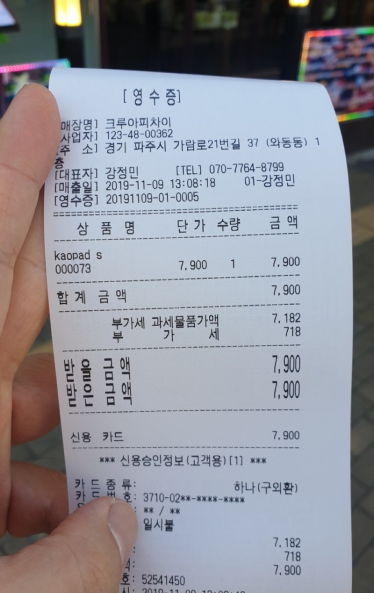 [ 영 수 증 ]
매장명] 크루아피차이
사업자] 123-48-00362
주 소] 경기 파주시 가람로21번길 37 (와동동) 1
층
[대표자] 강정민 [TEL] 070-7764-8799
[매출일] 2019-11-09 13:08:18 01-강정민
[영수증] 20191109-01-0005
상 품 명 단 가 수량 금 액
kaopad s
000073 7,900 1 7,900
합 계 금 액 7,900
부가세 과세물품가액 7,182
부 가 세 718
받 을 금 액 7,900
받 은 금 액 7,900
신용 카드 7,900
*** 신용승인정보(고객용)[1] ***
카 드 종 류: 하나(구외환)
카 드 번 호: 3710-02**-****-****
** / **
일시불
7,182
718
7,900
호: 52541450